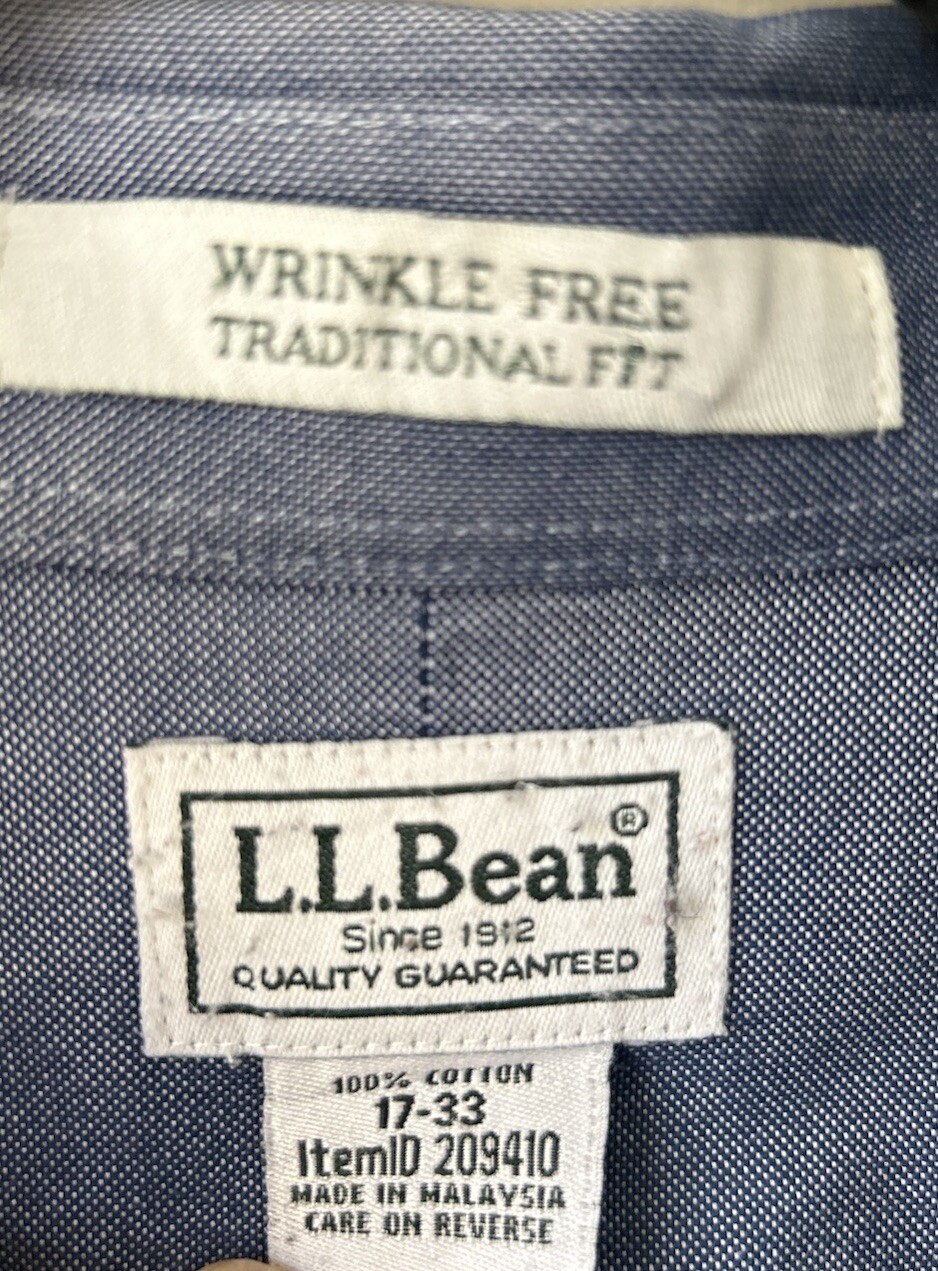 WRINKLE FREE
TRADITIONAL FIT
L.L.Bean®
Since 1912
QUALITY GUARANTEED
100% COTTON
17-33
ItemID 209410
MADE IN MALAYSIA
CARE ON REVERSE